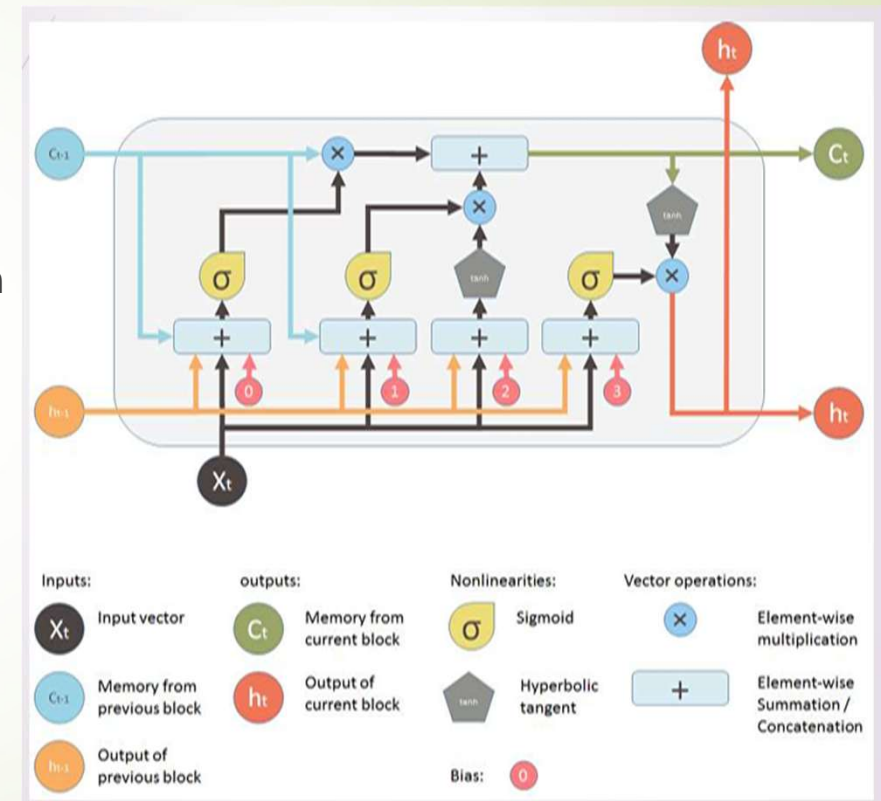 ht
Ct-1
×
+
Ct
×
tanh
σ
σ
tanh
σ
×
+
+
+
+
0
1
2
3
ht-1
ht
Xt
Inputs:
outputs:
Nonlinearities:
Vector operations:
Xt
Input vector
Ct
Memory from
current block
σ
Sigmoid
×
Element-wise
multiplication
Ct-1
Memory from
previous block
ht
Output of
current block
tanh
Hyperbolic
tangent
+
Element-wise
Summation /
Concatenation
ht-1
Output of
previous block
Bias:
0